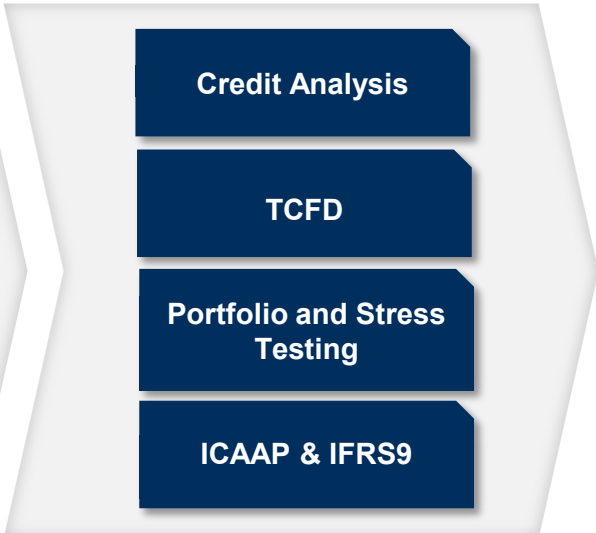 Credit Analysis
TCFD
Portfolio and Stress
Testing
ICAAP & IFRS9